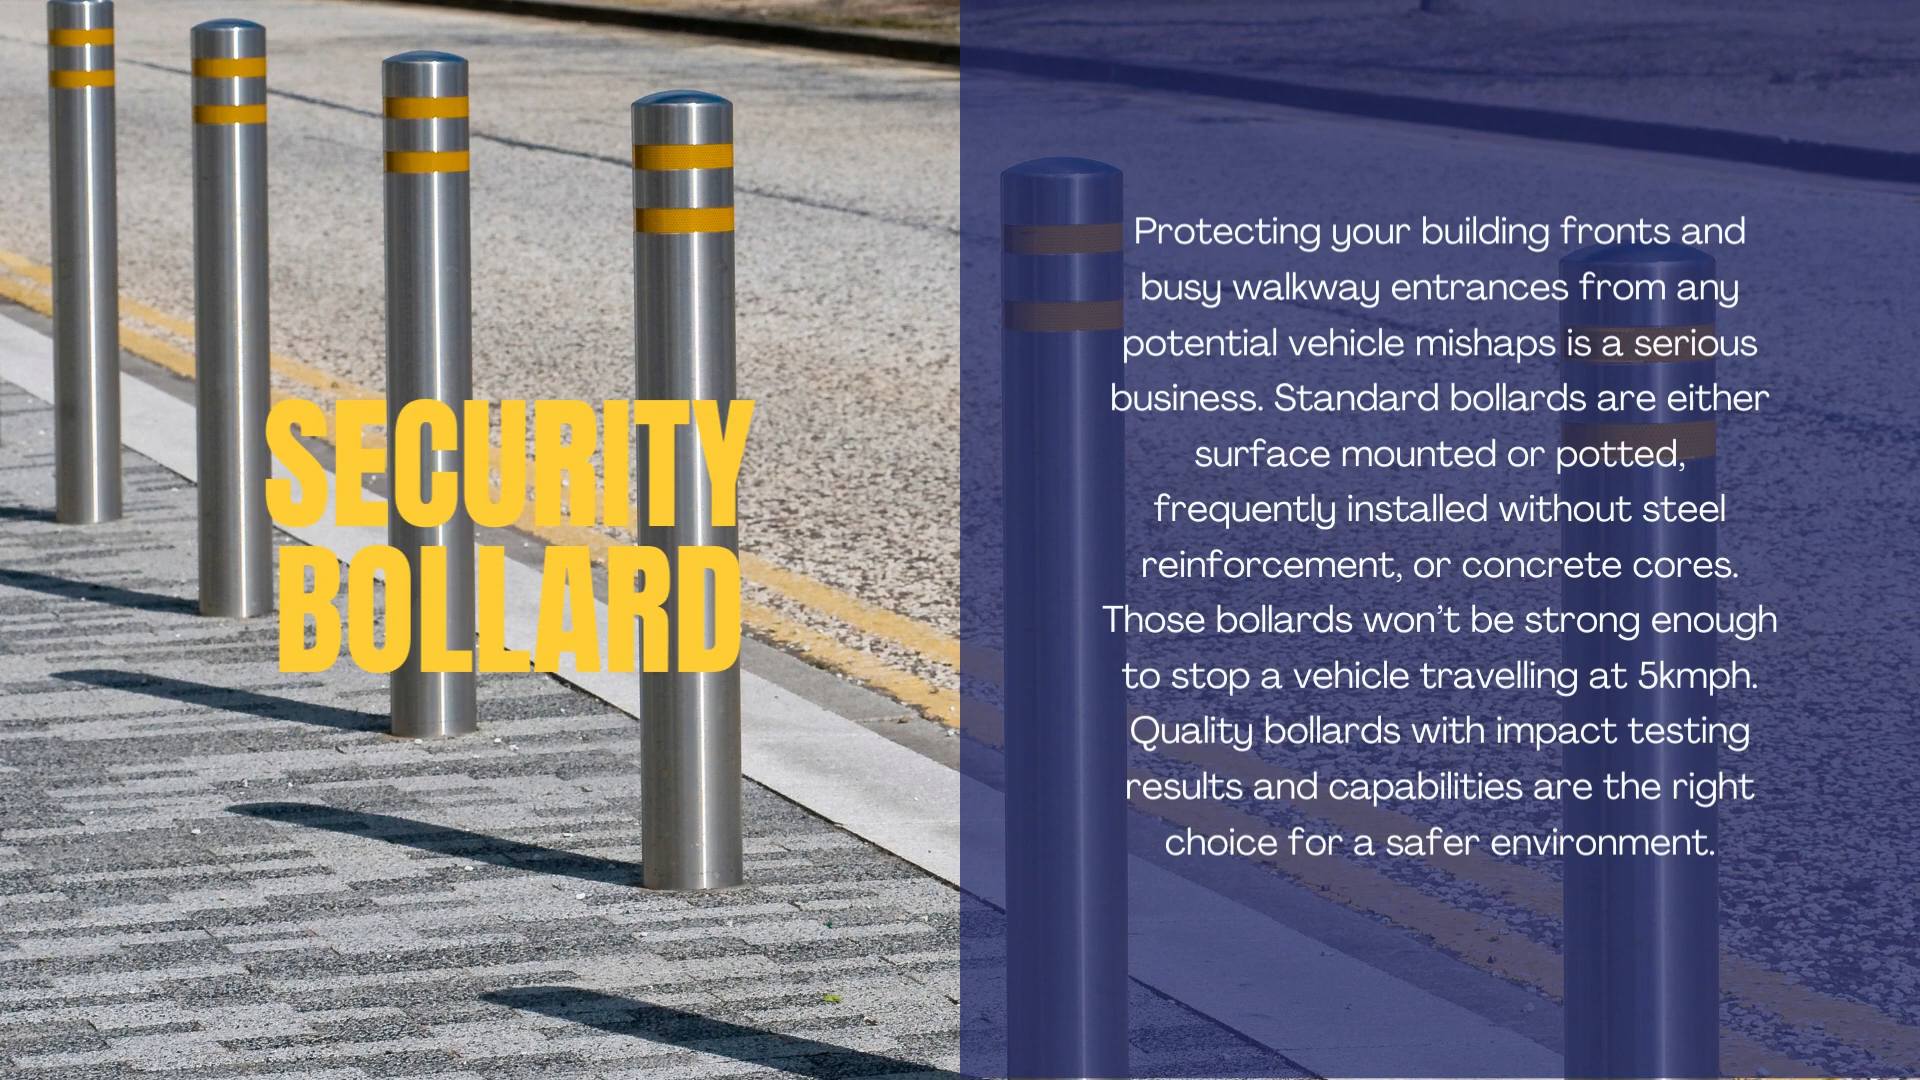 SECURITY
BOLLARD
Protecting your building fronts and
busy walkway entrances from any
potential vehicle mishaps is a serious
business. Standard bollards are either
surface mounted or potted,
frequently installed without steel
reinforcement, or concrete cores.
Those bollards won’t be strong enough
to stop a vehicle travelling at 5kmph.
Quality bollards with impact testing
results and capabilities are the right
choice for a safer environment.